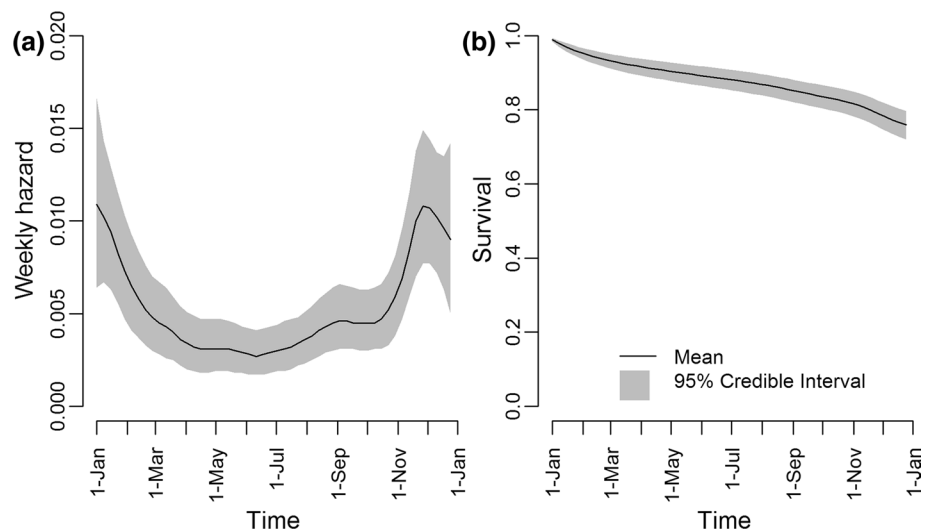 (a)
Weekly hazard
0.020
0.015
0.010
0.005
0.000
1-Jan
1-Mar
1-May
1-Jul
1-Sep
1-Nov
1-Jan
Time
(b)
Survival
1.0
0.8
0.6
0.4
0.2
0.0
Mean
95% Credible Interval
1-Jan
1-Mar
1-May
1-Jul
1-Sep
1-Nov
1-Jan
Time